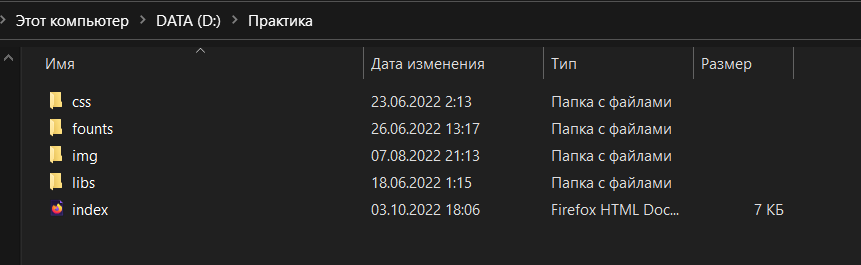 Этот компьютер > DATA (D:) > Практика
Имя Дата изменения Тип Размер
css 23.06.2022 2:13 Папка с файлами
founts 26.06.2022 13:17 Папка с файлами
img 07.08.2022 21:13 Папка с файлами
libs 18.06.2022 1:15 Папка с файлами
index 03.10.2022 18:06 Firefox HTML Doc... 7 КБ